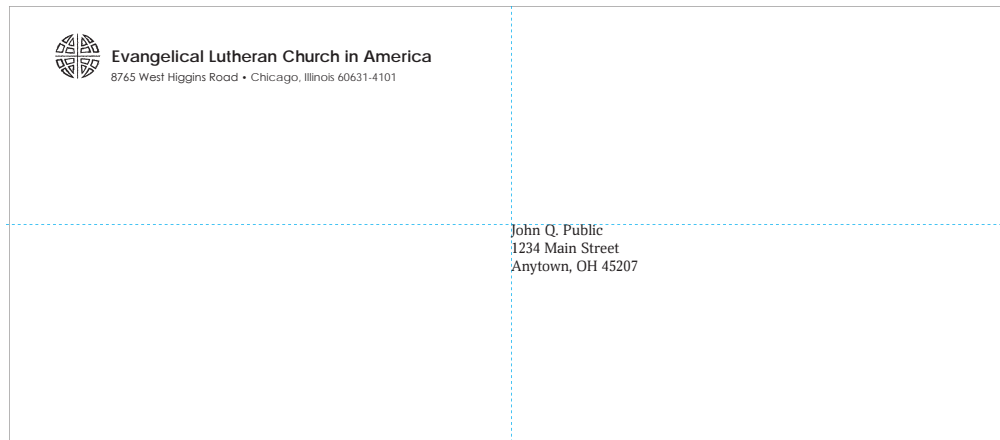 Evangelical Lutheran Church in America
8765 West Higgins Road • Chicago, Illinois 60631-4101
John Q. Public
1234 Main Street
Anytown, OH 45207